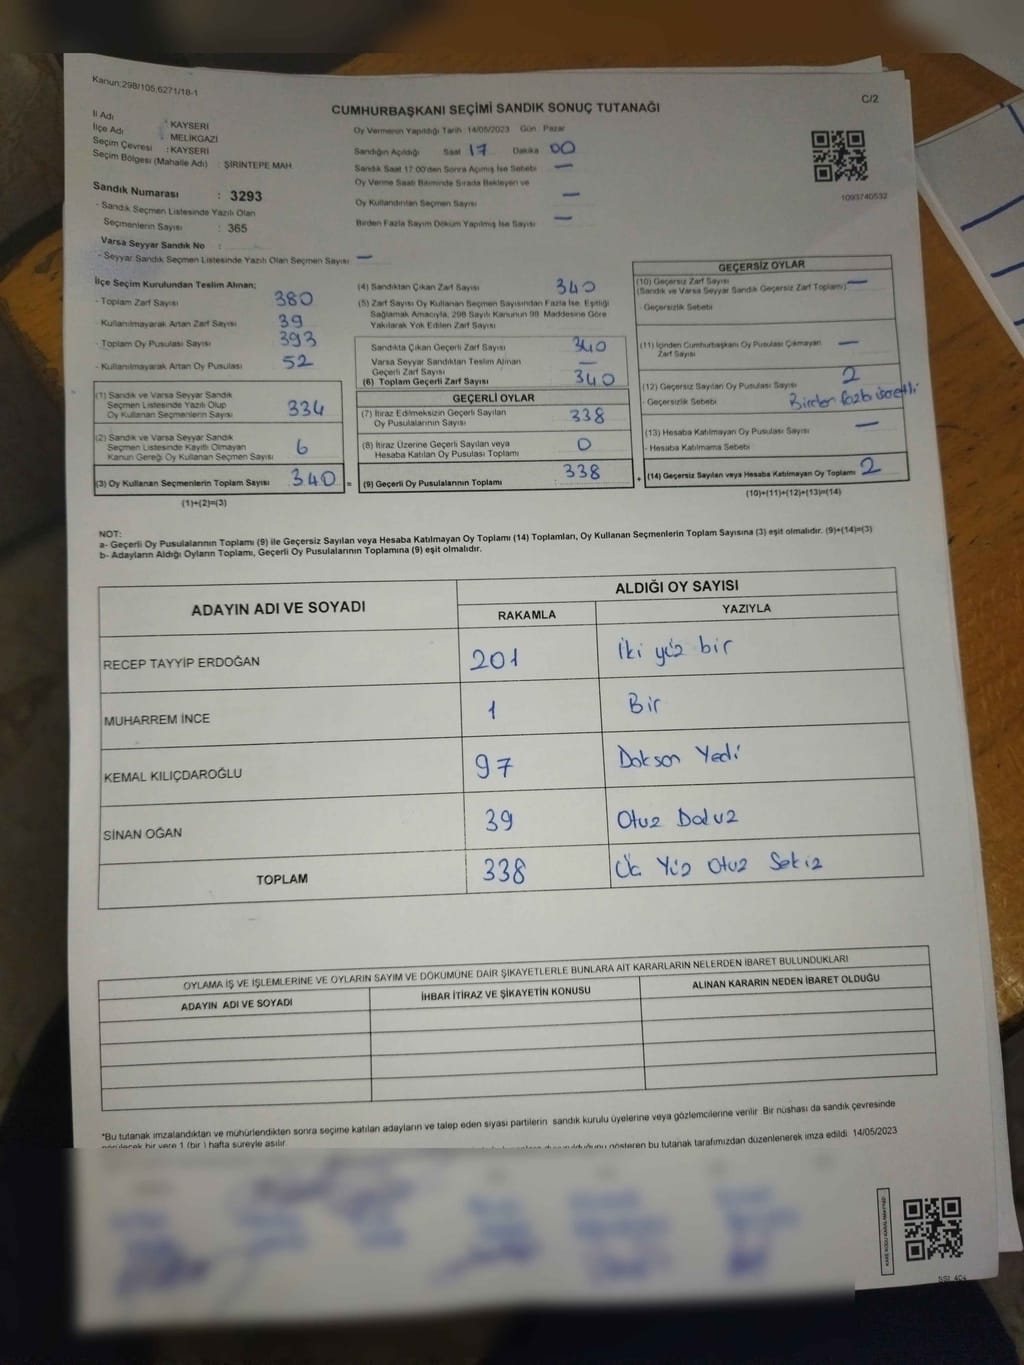 Kanun:298/105,6271/18-1
C/2
CUMHURBAŞKANI SEÇİMİ SANDIK SONUÇ TUTANAĞI
İl Adı : KAYSERİ
İlçe Adı : MELİKGAZİ
Seçim Çevresi : KAYSERİ
Seçim Bölgesi (Mahalle Adı) : ŞİRİNTEPE MAH.
Sandık Numarası : 3293
- Sandık Seçmen Listesinde Yazılı Olan
Seçmenlerin Sayısı : 365
Varsa Seyyar Sandık No :
- Seyyar Sandık Seçmen Listesinde Yazılı Olan Seçmen Sayısı : —
Oy Vermenin Yapıldığı Tarih : 14/05/2023 Gün : Pazar
Sandığın Açıldığı Saat 17 Dakika 00
Sandık Saat 17:00'den Sonra Açılmış İse Sebebi —
Oy Verme Saati Bitiminde Sırada Bekleyen ve
Oy Kullandırılan Seçmen Sayısı —
Birden Fazla Sayım Döküm Yapılmış İse Sayısı —
1093740532
İlçe Seçim Kurulundan Teslim Alınan;
- Toplam Zarf Sayısı 380
- Kullanılmayarak Artan Zarf Sayısı 39
- Toplam Oy Pusulası Sayısı 393
- Kullanılmayarak Artan Oy Pusulası 52
(1) Sandık ve Varsa Seyyar Sandık
Seçmen Listesinde Yazılı Olup
Oy Kullanan Seçmenlerin Sayısı 334
(2) Sandık ve Varsa Seyyar Sandık
Seçmen Listesinde Kayıtlı Olmayan
Kanun Gereği Oy Kullanan Seçmen Sayısı 6
(3) Oy Kullanan Seçmenlerin Toplam Sayısı 340 =
(1)+(2)=(3)
(4) Sandıktan Çıkan Zarf Sayısı 340
(5) Zarf Sayısı Oy Kullanan Seçmen Sayısından Fazla İse, Eşitliği
Sağlamak Amacıyla, 298 Sayılı Kanunun 98. Maddesine Göre
Yakılarak Yok Edilen Zarf Sayısı
Sandıkta Çıkan Geçerli Zarf Sayısı 340
Varsa Seyyar Sandıktan Teslim Alınan
Geçerli Zarf Sayısı —
(6) Toplam Geçerli Zarf Sayısı 340
GEÇERLİ OYLAR
(7) İtiraz Edilmeksizin Geçerli Sayılan
Oy Pusulalarının Sayısı 338
(8) İtiraz Üzerine Geçerli Sayılan veya
Hesaba Katılan Oy Pusulası Toplamı 0
(9) Geçerli Oy Pusulalarının Toplamı 338 +
GEÇERSİZ OYLAR
(10) Geçersiz Zarf Sayısı
(Sandık ve Varsa Seyyar Sandık Geçersiz Zarf Toplamı) —
- Geçersizlik Sebebi
(11) İçinden Cumhurbaşkanı Oy Pusulası Çıkmayan
Zarf Sayısı —
(12) Geçersiz Sayılan Oy Pusulası Sayısı 2
- Geçersizlik Sebebi Birden fazla isaretli
(13) Hesaba Katılmayan Oy Pusulası Sayısı —
- Hesaba Katılmama Sebebi
(14) Geçersiz Sayılan veya Hesaba Katılmayan Oy Toplamı 2
(10)+(11)+(12)+(13)=(14)
NOT:
a- Geçerli Oy Pusulalarının Toplamı (9) ile Geçersiz Sayılan veya Hesaba Katılmayan Oy Toplamı (14) Toplamları, Oy Kullanan Seçmenlerin Toplam Sayısına (3) eşit olmalıdır. (9)+(14)=(3)
b- Adayların Aldığı Oyların Toplamı, Geçerli Oy Pusulalarının Toplamına (9) eşit olmalıdır.
ADAYIN ADI VE SOYADI
ALDIĞI OY SAYISI
RAKAMLA YAZIYLA
RECEP TAYYİP ERDOĞAN 201 İki yüz bir
MUHARREM İNCE 1 Bir
KEMAL KILIÇDAROĞLU 97 Doksan Yedi
SİNAN OĞAN 39 Otuz Dokuz
TOPLAM 338 Üç Yüz Otuz Sekiz
OYLAMA İŞ VE İŞLEMLERİNE VE OYLARIN SAYIM VE DÖKÜMÜNE DAİR ŞİKAYETLERLE BUNLARA AİT KARARLARIN NELERDEN İBARET BULUNDUKLARI
ADAYIN ADI VE SOYADI İHBAR İTİRAZ VE ŞİKAYETİN KONUSU ALINAN KARARIN NEDEN İBARET OLDUĞU
*Bu tutanak imzalandıktan ve mühürlendikten sonra seçime katılan adayların ve talep eden siyasi partilerin sandık kurulu üyelerine veya gözlemcilerine verilir. Bir nüshası da sandık çevresinde
görülecek bir yere 1 (bir ) hafta süreyle asılır.
gösteren bu tutanak tarafımızdan düzenlenerek imza edildi. 14/05/2023